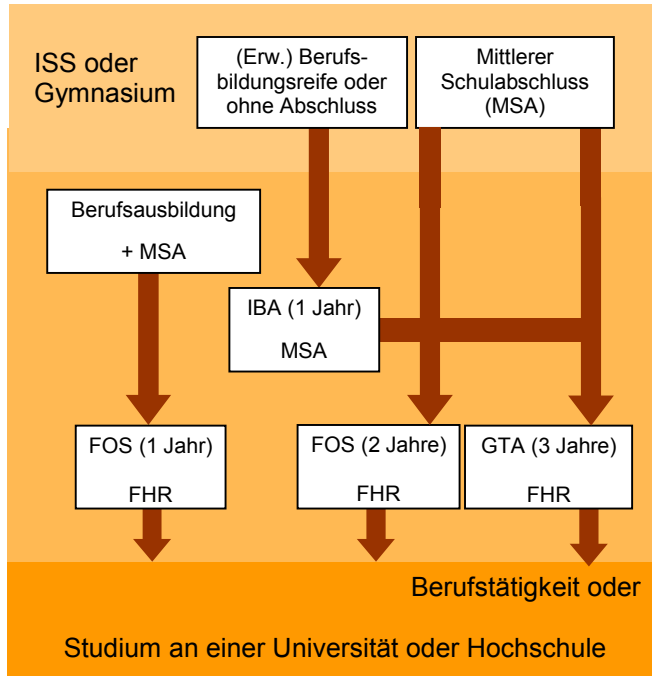 ISS oder
Gymnasium
(Erw.) Berufs-
bildungsreife oder
ohne Abschluss
Mittlerer
Schulabschluss
(MSA)
Berufsausbildung
+ MSA
IBA (1 Jahr)
MSA
FOS (1 Jahr)
FHR
FOS (2 Jahre)
FHR
GTA (3 Jahre)
FHR
Berufstätigkeit oder
Studium an einer Universität oder Hochschule